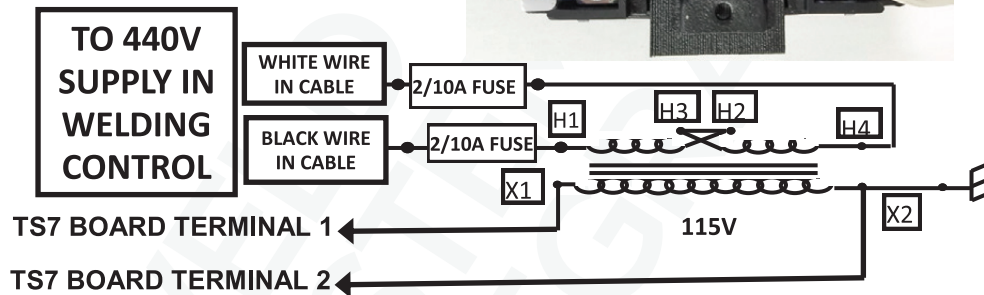 TO 440V
SUPPLY IN
WELDING
CONTROL
WHITE WIRE
IN CABLE
2/10A FUSE
BLACK WIRE
IN CABLE
2/10A FUSE
H1
H3
H2
H4
X1
115V
X2
TS7 BOARD TERMINAL 1
TS7 BOARD TERMINAL 2